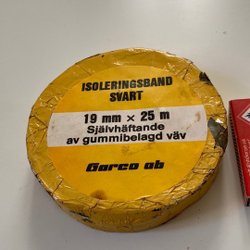 ISOLERINGSBAND
SVART
19 mm × 25 m
Självhäftande
av gummibelagd väv
Garco ab